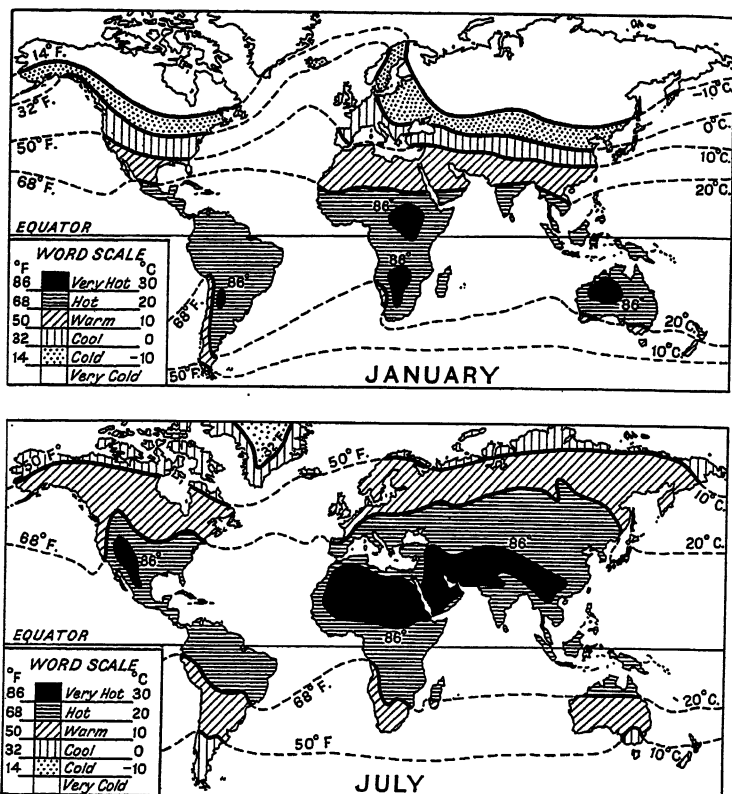 14°F.
32°F.
50°F.
68°F.
-10°C.
0°C.
10°C.
20°C.
86°
EQUATOR
86°
86°
86°
68°F.
20°C.
10°C.
50°F.
WORD SCALE
°F °C
86 Very Hot 30
68 Hot 20
50 Warm 10
32 Cool 0
14 Cold -10
Very Cold
JANUARY
50°F
32°F.
50°F.
10°C.
68°F.
20°C.
86°
86°
86°
EQUATOR
68°F.
20°C.
50°F
10°C.
WORD SCALE
°F °C
86 Very Hot 30
68 Hot 20
50 Warm 10
32 Cool 0
14 Cold -10
Very Cold
JULY